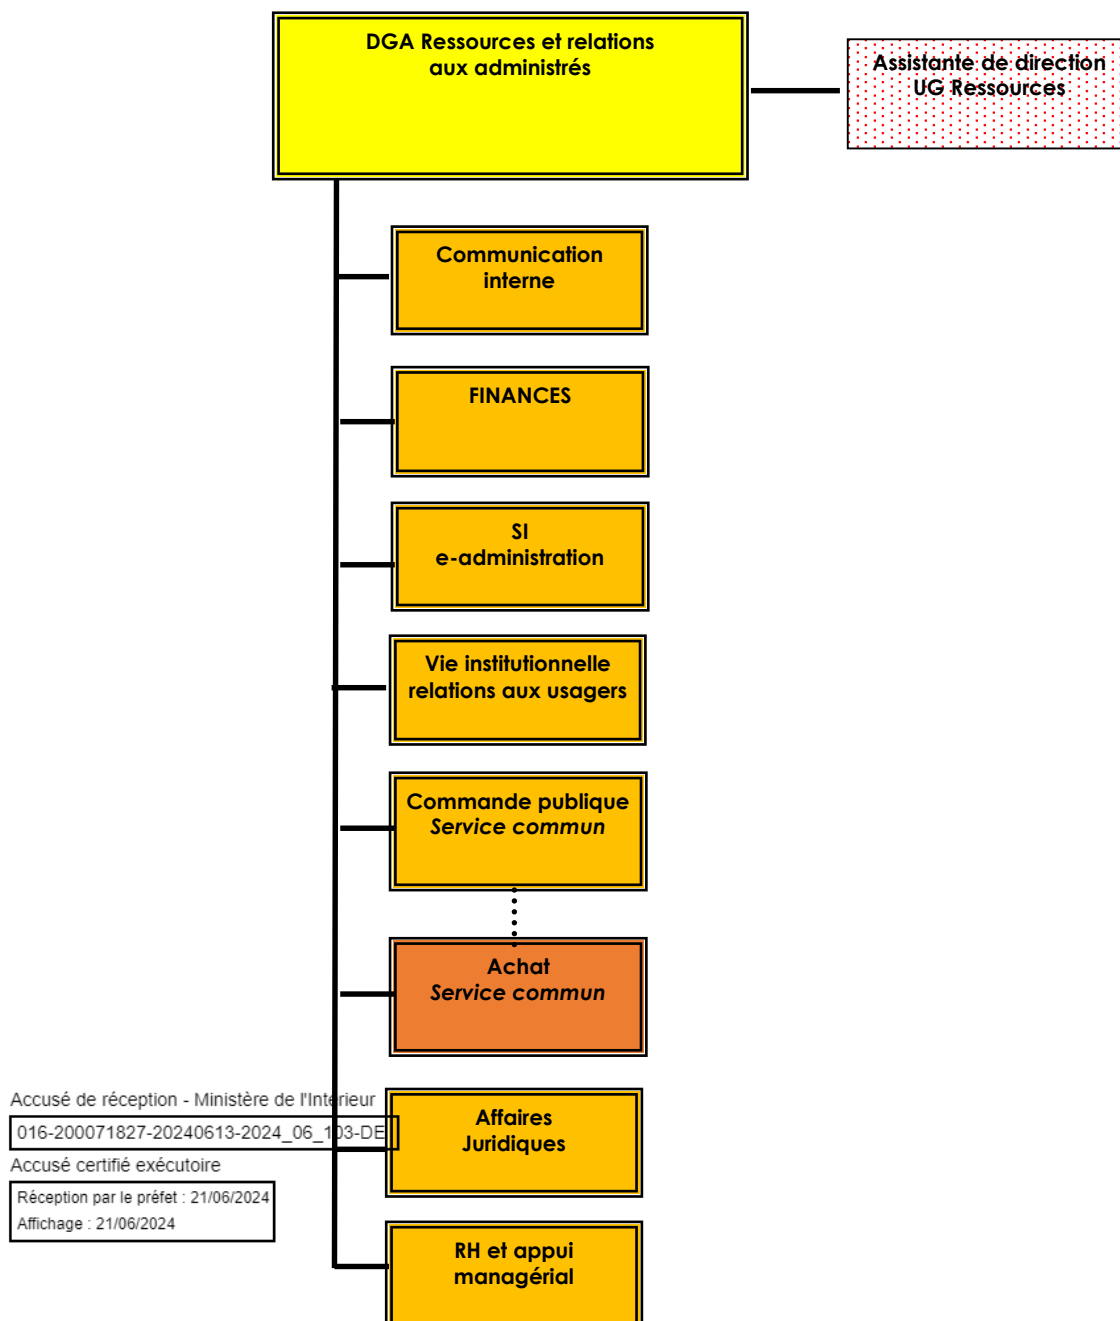 DGA Ressources et relations
aux administrés
Assistante de direction
UG Ressources
Communication
interne
FINANCES
SI
e-administration
Vie institutionnelle
relations aux usagers
Commande publique
Service commun
Achat
Service commun
Accusé de réception - Ministère de l'Intérieur
016-200071827-20240613-2024_06_103-DE
Accusé certifié exécutoire
Réception par le préfet : 21/06/2024
Affichage : 21/06/2024
Affaires
Juridiques
RH et appui
managérial